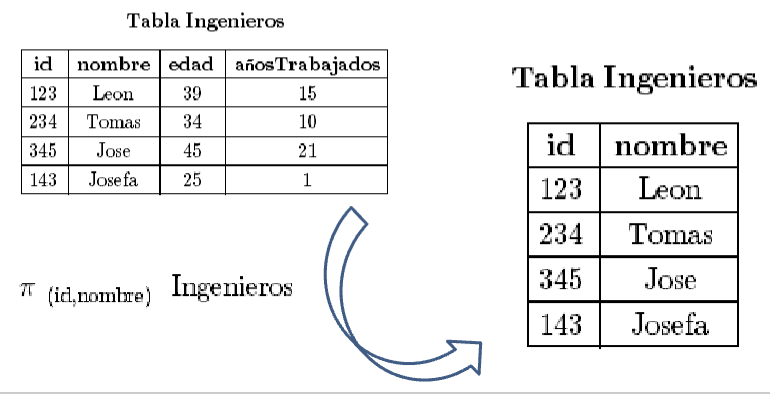 Tabla Ingenieros
id nombre edad añosTrabajados
123 Leon 39 15
234 Tomas 34 10
345 Jose 45 21
143 Josefa 25 1
π (id,nombre) Ingenieros
Tabla Ingenieros
id nombre
123 Leon
234 Tomas
345 Jose
143 Josefa